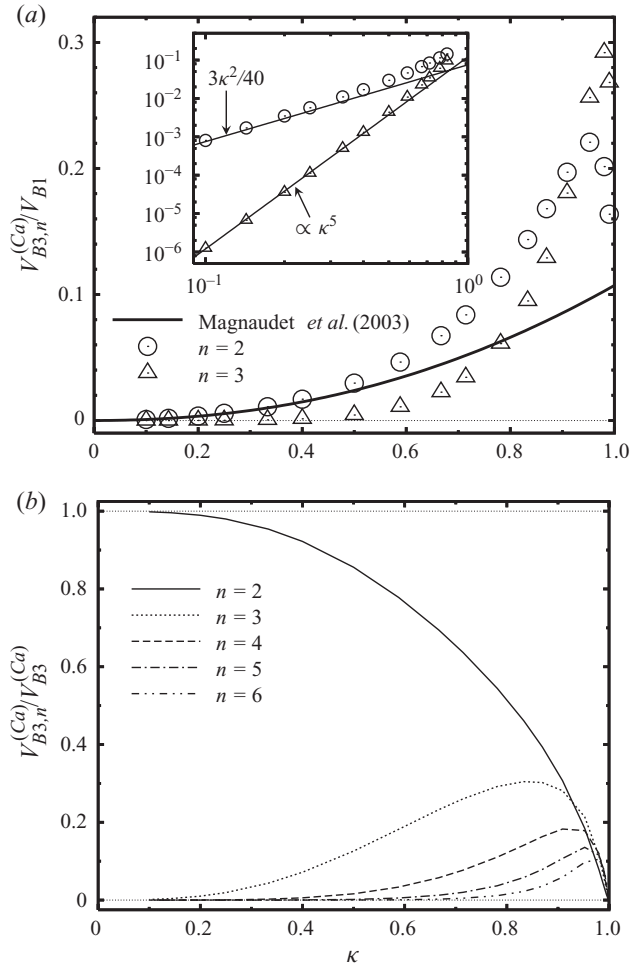 (a)
0.3
0.2
0.1
0
V_{B3,n}^{(Ca)}/V_{B1}
10^{-1}
10^{-2}
10^{-3}
10^{-4}
10^{-5}
10^{-6}
3κ^2/40
∝ κ^5
10^{-1} 10^0
Magnaudet et al. (2003)
n = 2
n = 3
0 0.2 0.4 0.6 0.8 1.0
(b)
1.0
0.8
0.6
0.4
0.2
0
V_{B3,n}^{(Ca)}/V_{B3}^{(Ca)}
n = 2
n = 3
n = 4
n = 5
n = 6
0 0.2 0.4 0.6 0.8 1.0
κ